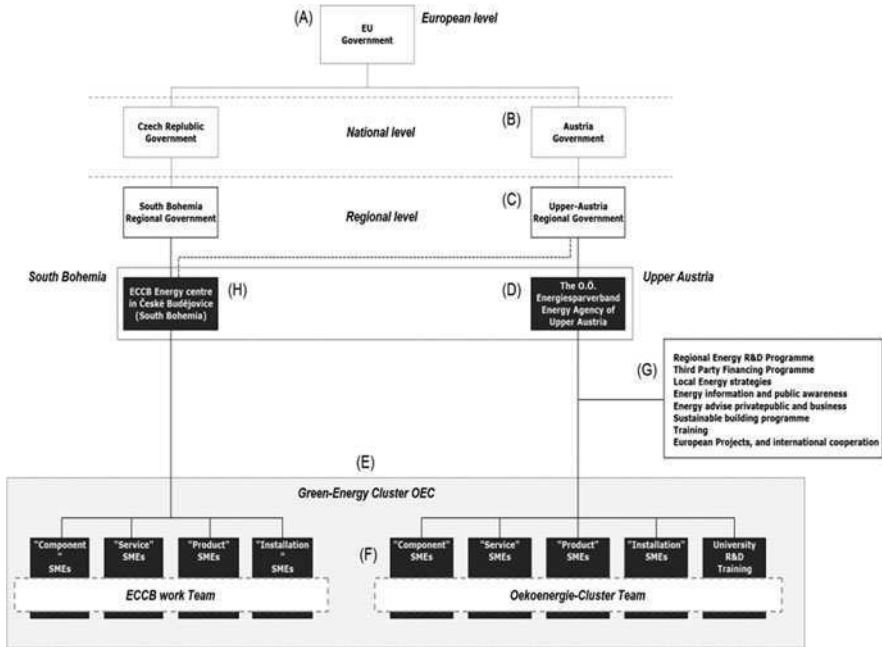 (A)
EU
Government
European level
Czech Replublic
Government
National level
(B)
Austria
Government
South Bohemia
Regional Government
Regional level
(C)
Upper-Austria
Regional Government
South Bohemia
ECCB Energy centre
in České Budějovice
(South Bohemia)
(H)
(D)
The O.Ö.
Energiesparverband
Energy Agency of
Upper Austria
Upper Austria
(G)
Regional Energy R&D Programme
Third Party Financing Programme
Local Energy strategies
Energy information and public awareness
Energy advise privatepublic and business
Sustainable building programme
Training
European Projects, and international cooperation
(E)
Green-Energy Cluster OEC
"Component
"
SMEs
"Service"
SMEs
"Product"
SMEs
"Installation
"
SMEs
(F)
"Component"
SMEs
"Service"
SMEs
"Product"
SMEs
"Installation"
SMEs
University
R&D
Training
ECCB work Team
Oekoenergie-Cluster Team